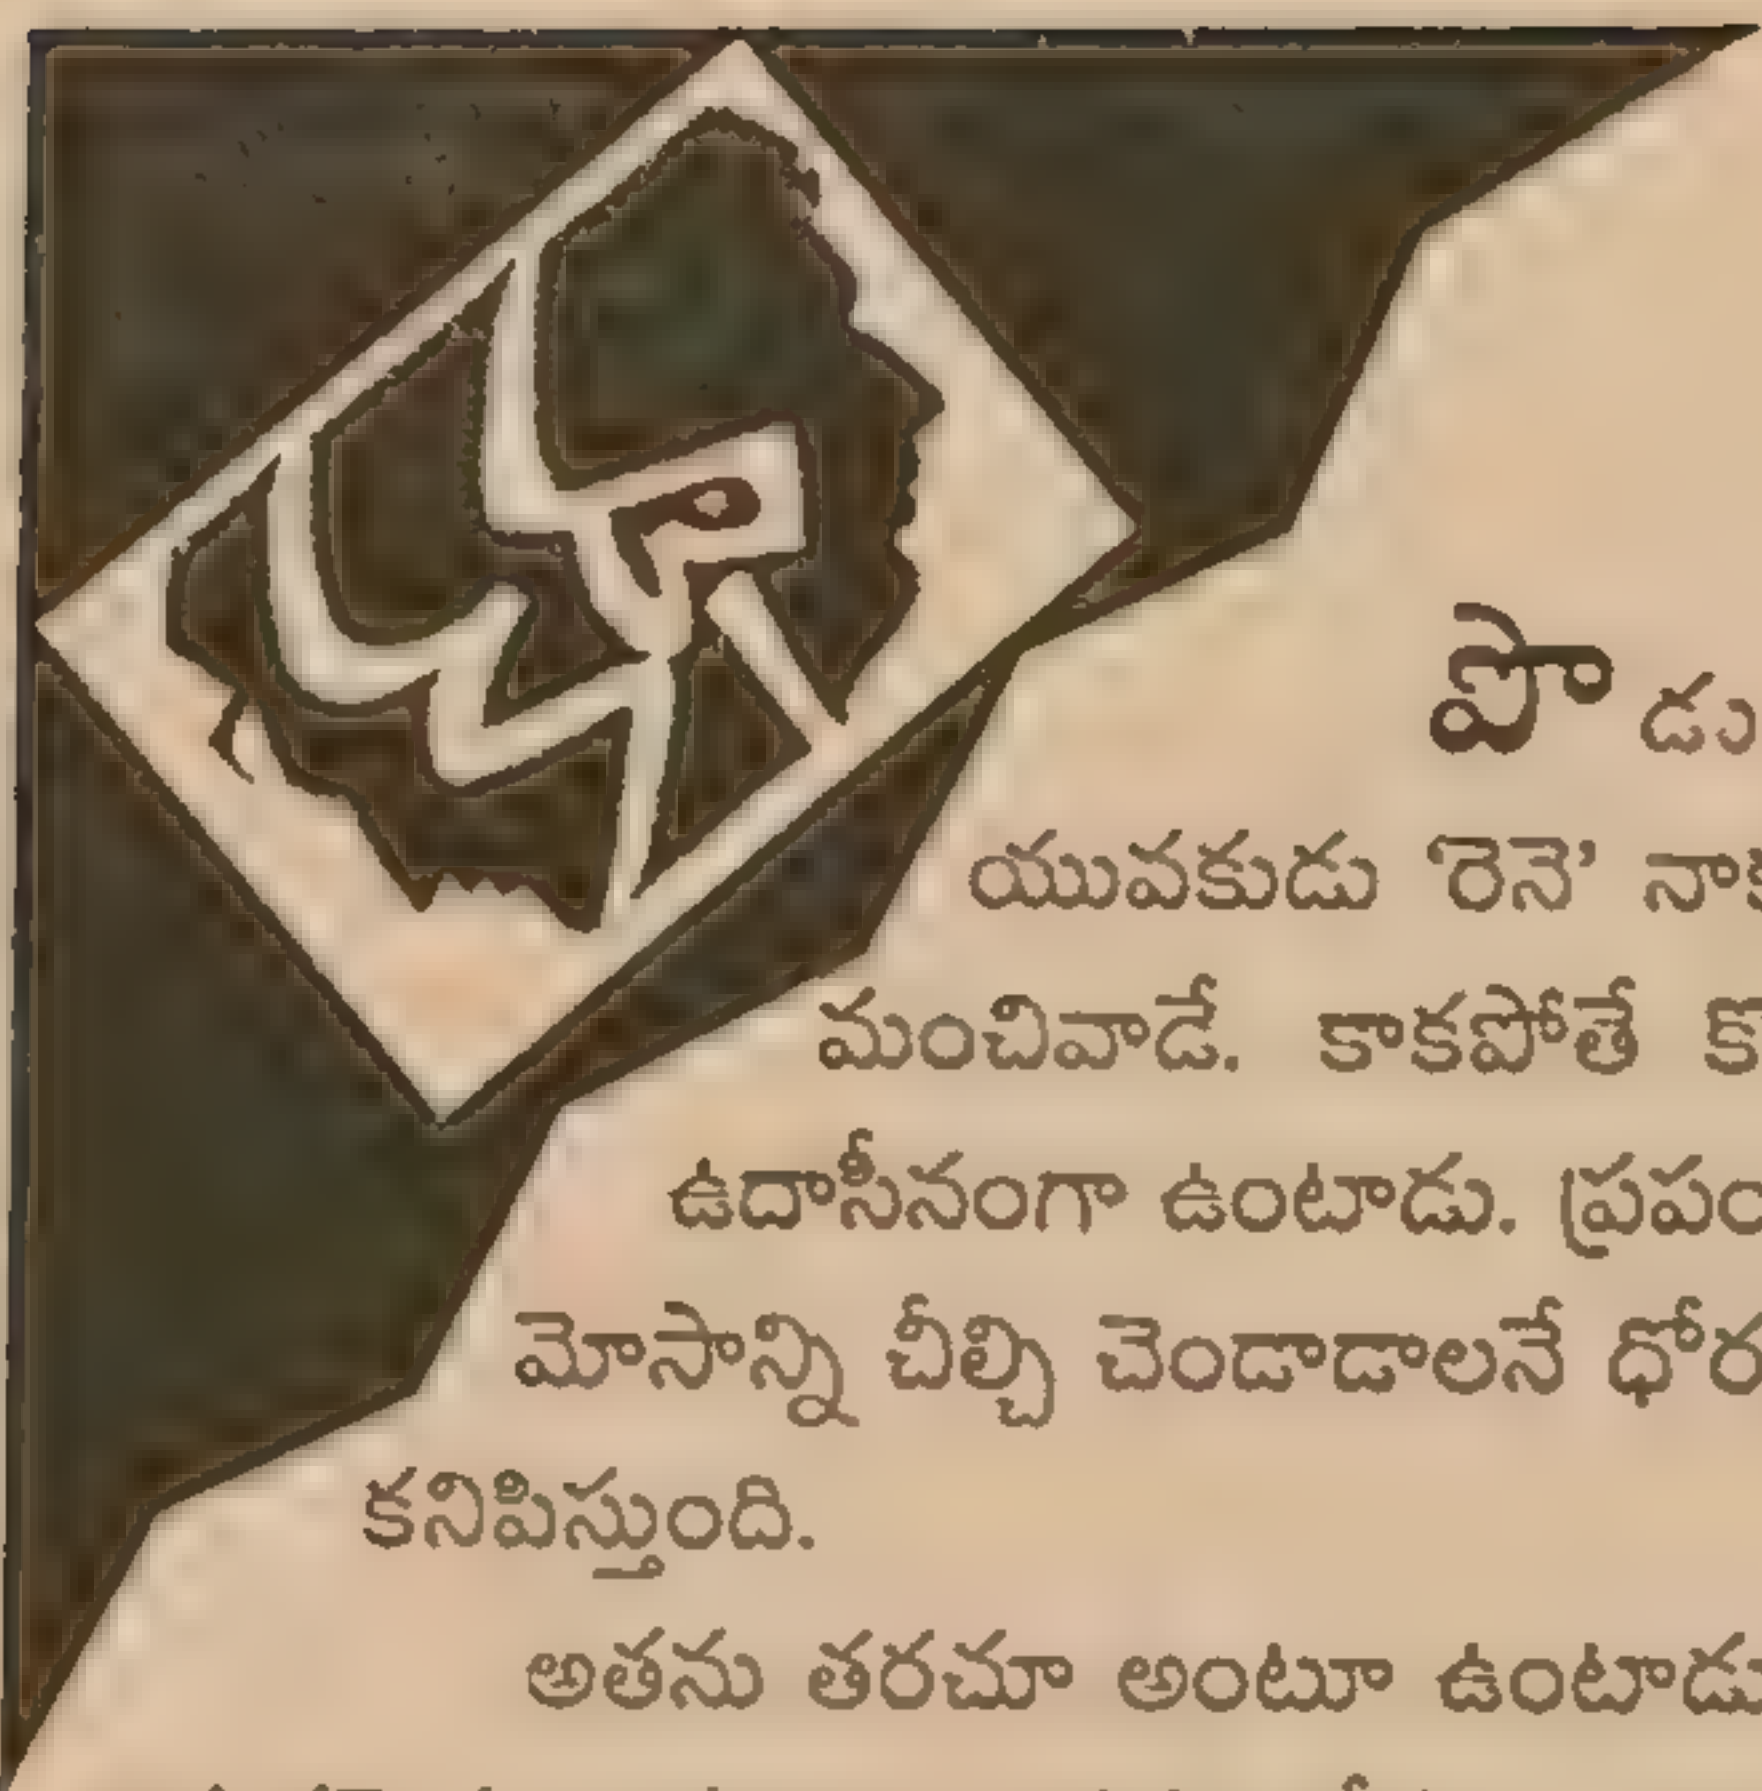 పొడు
యువకుడు 'రెనె'
మంచివాడే. కాకపోతే
ఉదాసీనంగా ఉంటాడు.
మోసాన్ని చీల్చి చెండాడాలనే
కనిపిస్తుంది.
అతను తరచూ అంటూ ఉంటాడు